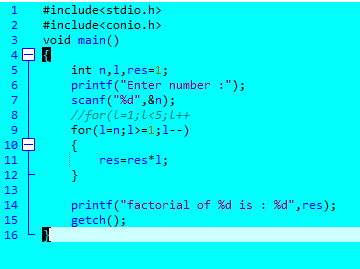 1 #include<stdio.h>
2 #include<conio.h>
3 void main()
4 {
5 int n,l,res=1;
6 printf("Enter number :");
7 scanf("%d",&n);
8 //for(l=1;l<5;l++
9 for(l=n;l>=1;l--)
10 {
11 res=res*l;
12 }
13
14 printf("factorial of %d is : %d",res);
15 getch();
16 }